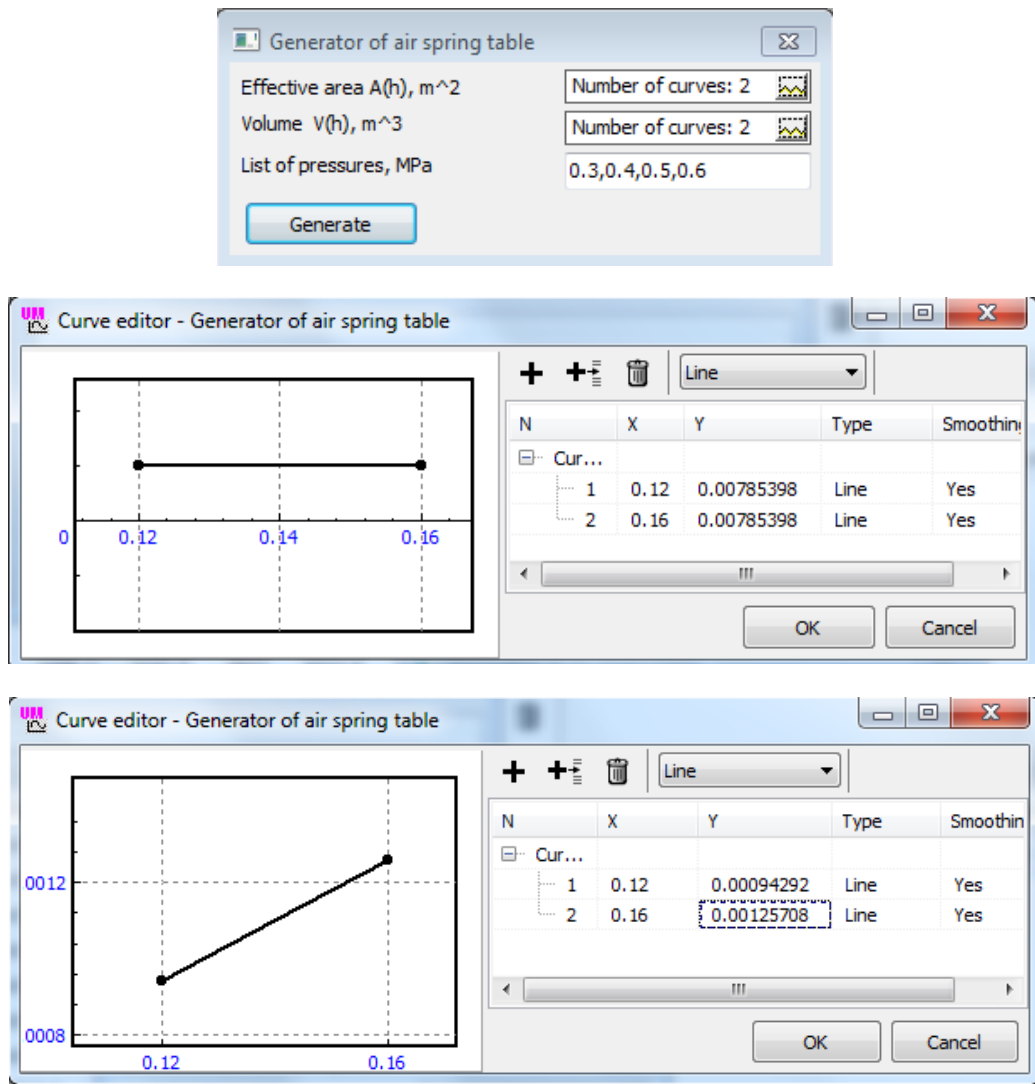 Generator of air spring table
Effective area A(h), m^2 Number of curves: 2
Volume V(h), m^3 Number of curves: 2
List of pressures, MPa 0.3,0.4,0.5,0.6
Generate
UM Curve editor - Generator of air spring table
Line
N X Y Type Smoothing
Cur...
1 0.12 0.00785398 Line Yes
2 0.16 0.00785398 Line Yes
0 0.12 0.14 0.16
OK Cancel
UM Curve editor - Generator of air spring table
Line
N X Y Type Smoothin
Cur...
1 0.12 0.00094292 Line Yes
2 0.16 0.00125708 Line Yes
0012
0008
0.12 0.16
OK Cancel